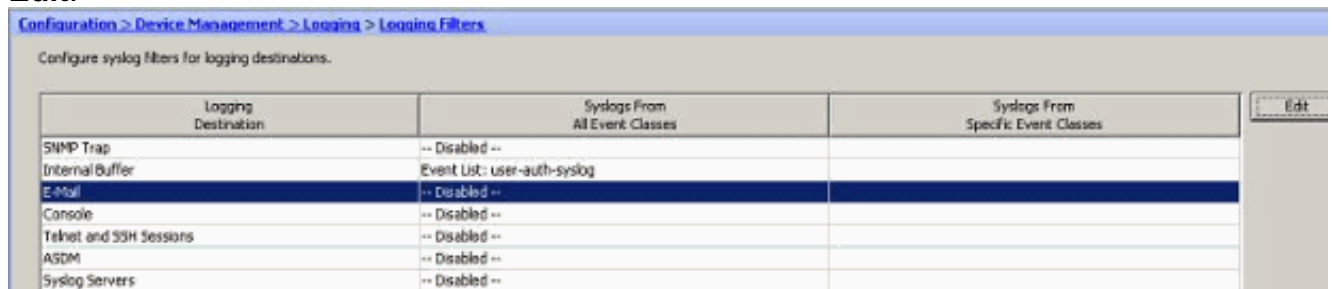 Configuration > Device Management > Logging > Logging Filters
Configure syslog filters for logging destinations.
Logging Destination Syslogs From All Event Classes Syslogs From Specific Event Classes Edit
SNMP Trap -- Disabled --
Internal Buffer Event List: user-auth-syslog
E-Mail -- Disabled --
Console -- Disabled --
Telnet and SSH Sessions -- Disabled --
ASDM -- Disabled --
Syslog Servers -- Disabled --